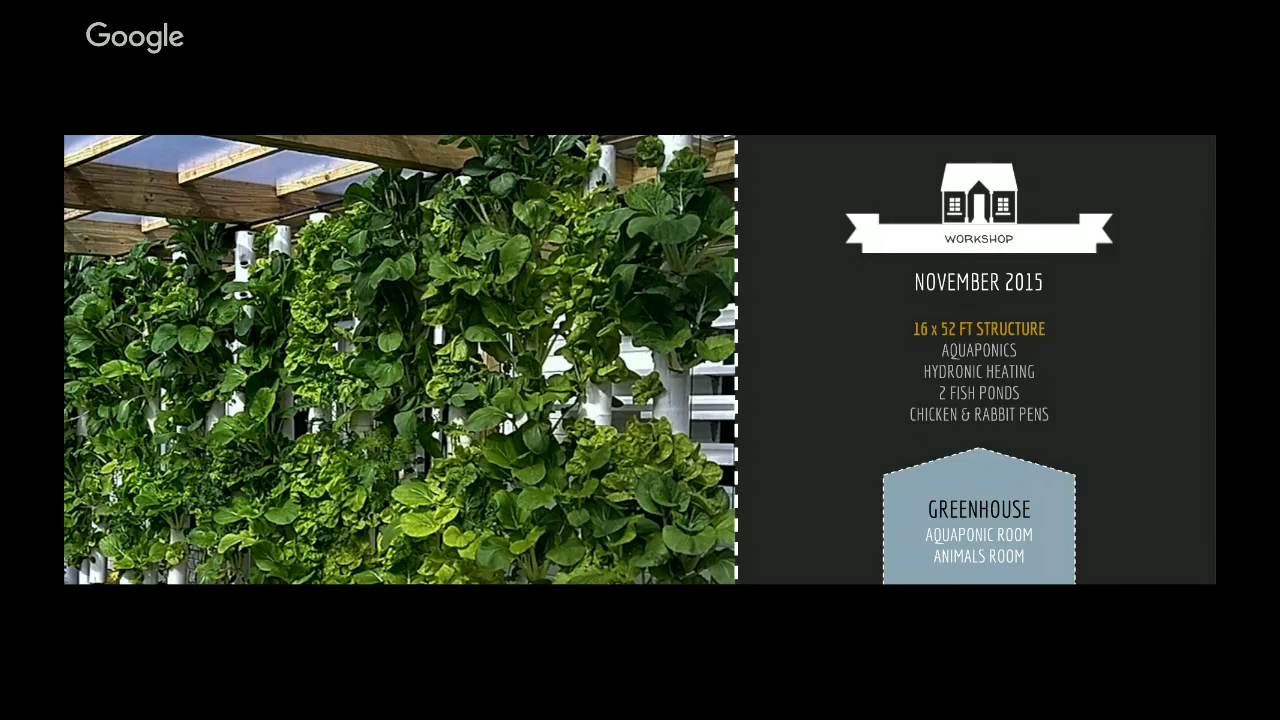 Google
WORKSHOP
NOVEMBER 2015
16 x 52 FT STRUCTURE
AQUAPONICS
HYDRONIC HEATING
2 FISH PONDS
CHICKEN & RABBIT PENS
GREENHOUSE
AQUAPONIC ROOM
ANIMALS ROOM